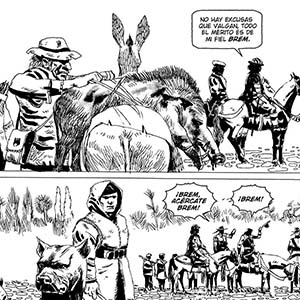 NO HAY EXCUSAS
QUE VALGAN, TODO
EL MÉRITO ES DE
MI FIEL BREM.
¡BREM,
ACÉRCATE
BREM!
¡BREM!